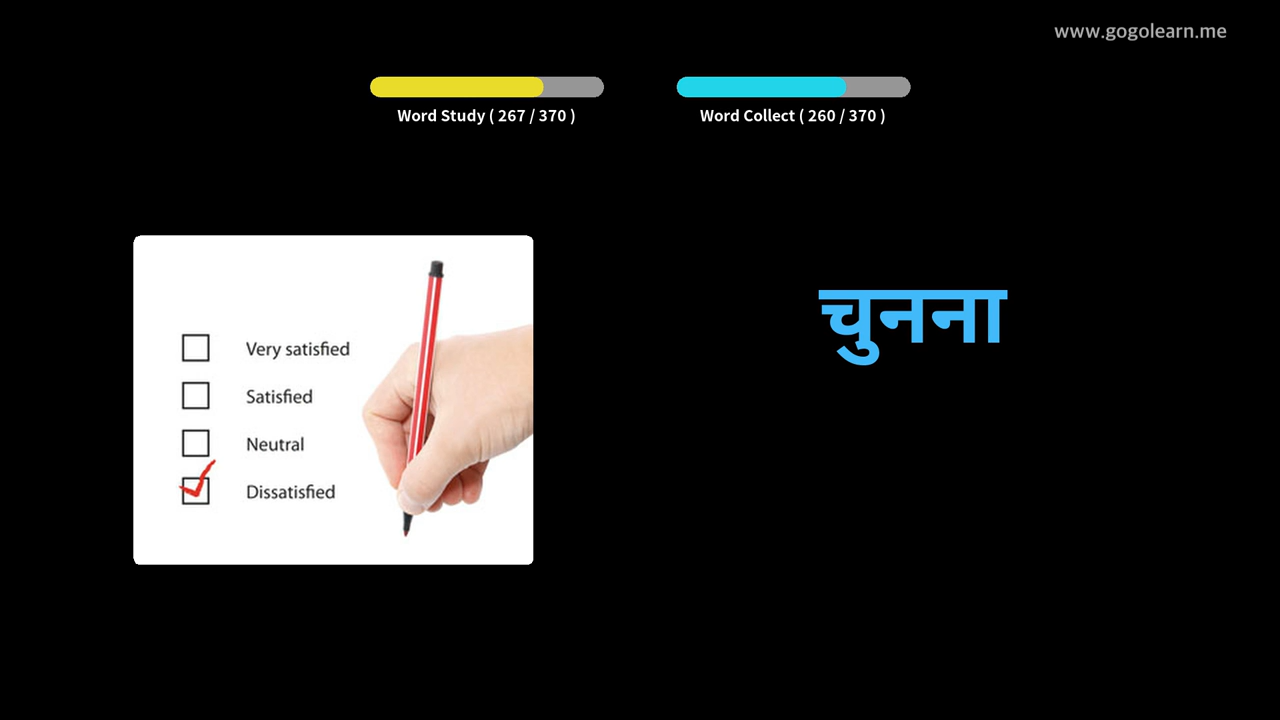 www.gogolearn.me
Word Study ( 267 / 370 )
Word Collect ( 260 / 370 )
Very satisfied
Satisfied
Neutral
Dissatisfied
चुनना